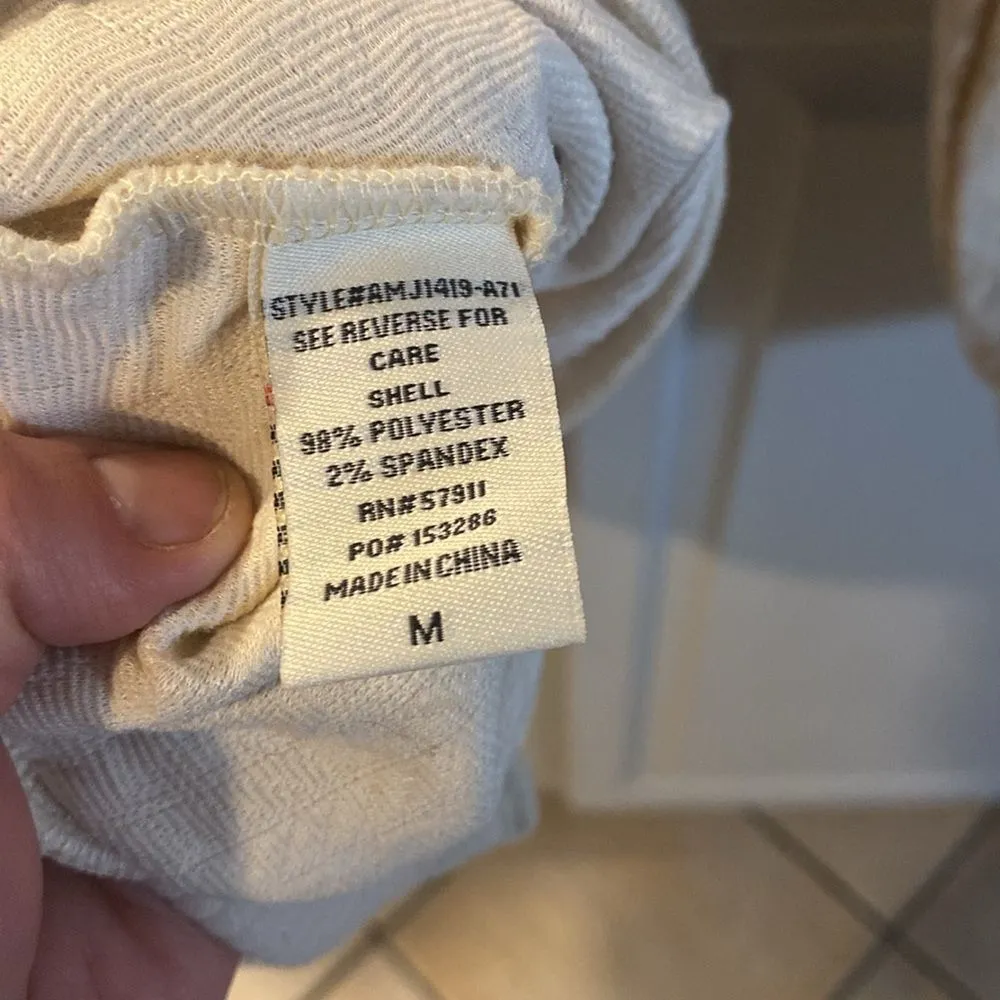 STYLE#AMJ1419-A71
SEE REVERSE FOR
CARE
SHELL
98% POLYESTER
2% SPANDEX
RN#57911
PO# 153286
MADE IN CHINA
M